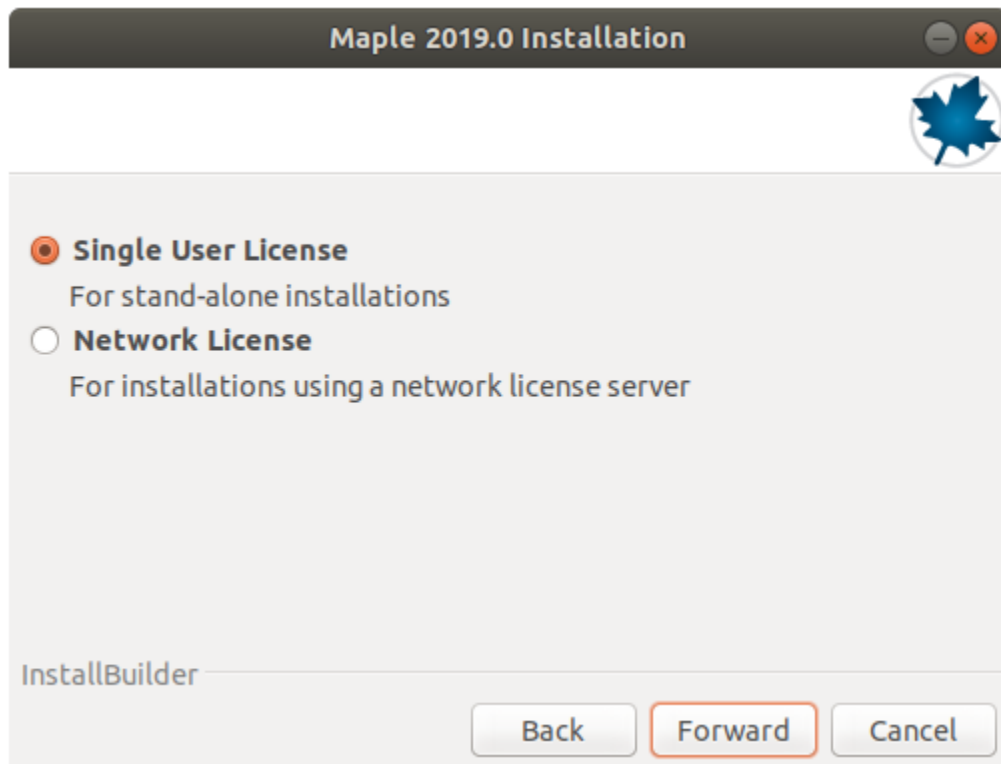 Maple 2019.0 Installation
Single User License
For stand-alone installations
Network License
For installations using a network license server
InstallBuilder
Back Forward Cancel